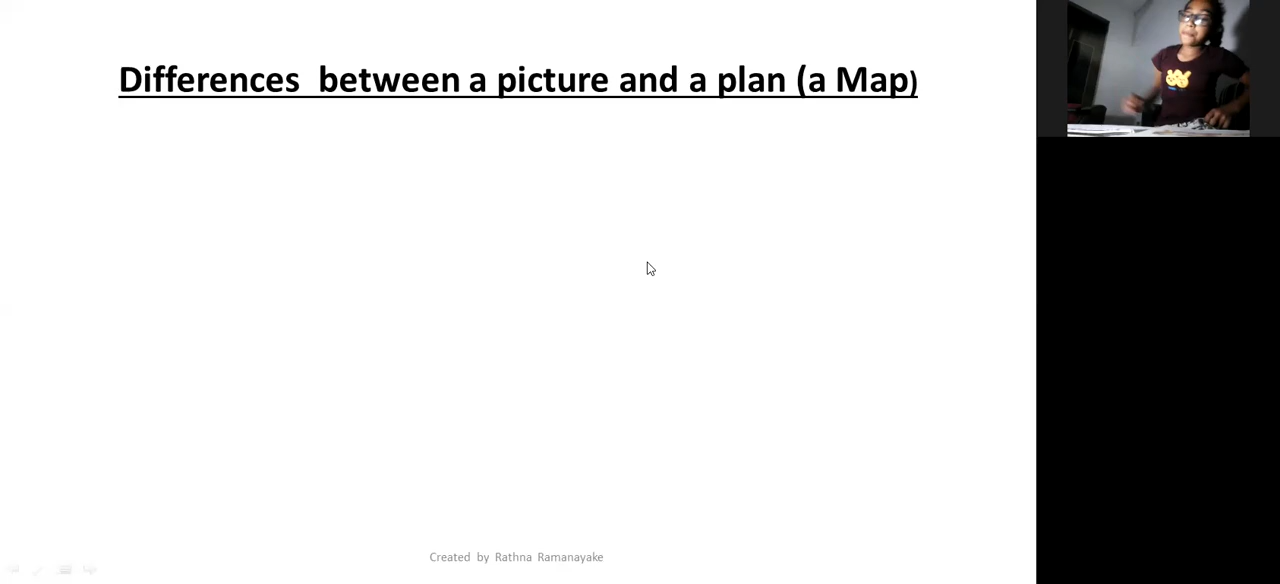 Differences  between a picture and a plan (a Map)
Created by Rathna Ramanayake